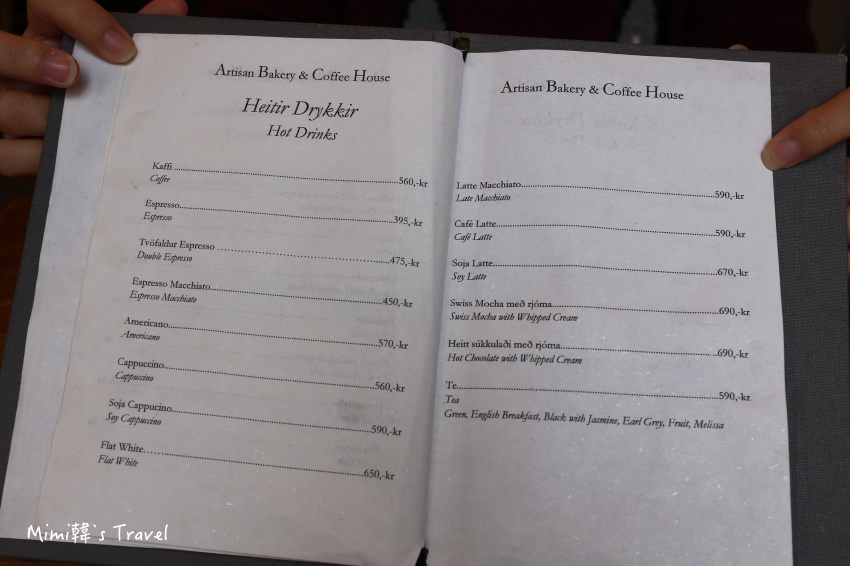 Artisan Bakery & Coffee House
Heitir Drykkir
Hot Drinks
Kaffi..........560,-kr
Coffee
Espresso..........395,-kr
Espresso
Tvöfaldur Espresso ..........475,-kr
Double Espresso
Espresso Macchiato..........450,-kr
Espresso Macchiato
Americano..........570,-kr
Americano
Cappuccino..........560,-kr
Cappuccino
Soja Cappucino..........590,-kr
Soy Cappuccino
Flat White..........650,-kr
Flat White
Artisan Bakery & Coffee House
Latte Macchiato..........590,-kr
Late Macchiato
Café Latte..........590,-kr
Café Latte
Soja Latte..........670,-kr
Soy Latte
Swiss Mocha með rjóma..........690,-kr
Swiss Mocha with Whipped Cream
Heitt súkkulaði með rjóma..........690,-kr
Hot Chocolate with Whipped Cream
Te..........590,-kr
Tea
Green, English Breakfast, Black with Jasmine, Earl Grey, Fruit, Melissa
Mimi韓`s Travel